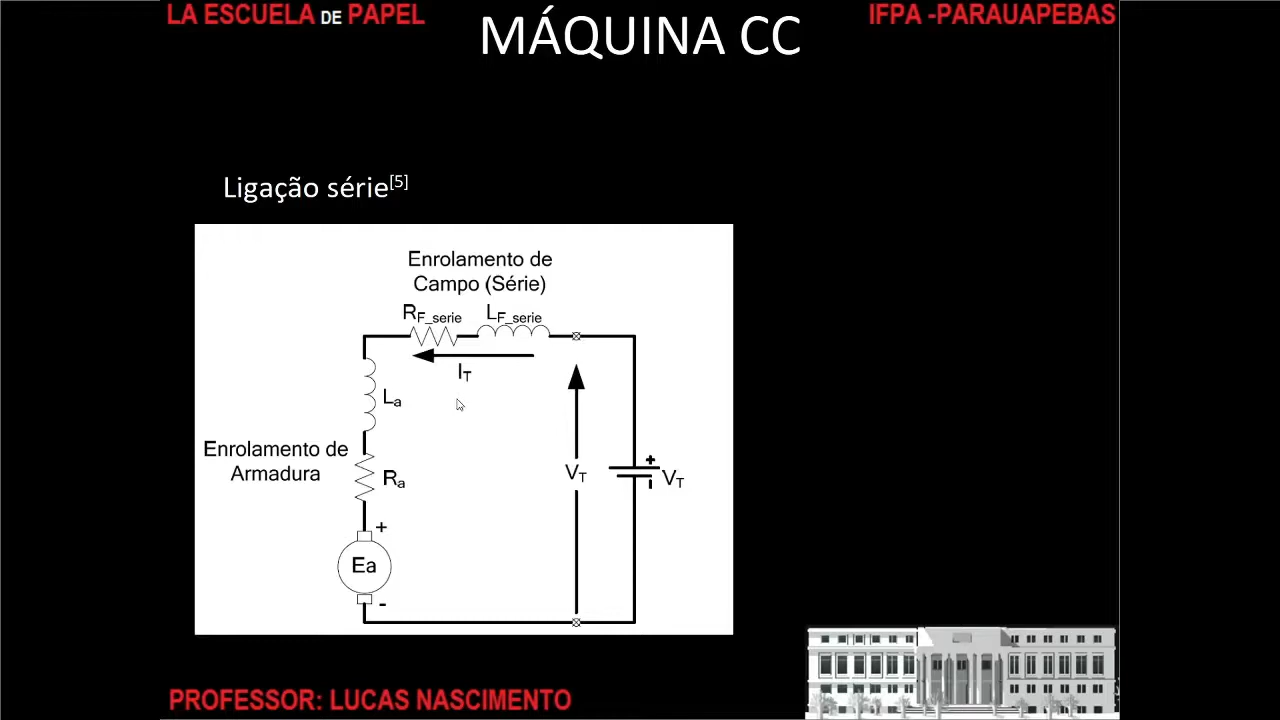 LA ESCUELA DE PAPEL
IFPA -PARAUAPEBAS
MÁQUINA CC
Ligação série[5]
Enrolamento de
Campo (Série)
RF_serie LF_serie
IT
La
Enrolamento de
Armadura
Ra
VT
+
-
VT
+
Ea
-
PROFESSOR: LUCAS NASCIMENTO